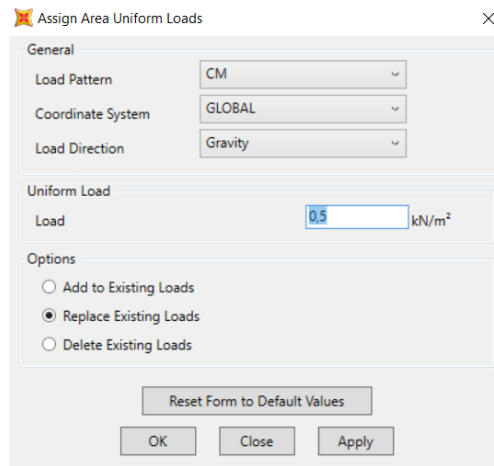 Assign Area Uniform Loads
General
Load Pattern CM
Coordinate System GLOBAL
Load Direction Gravity
Uniform Load
Load 0,5 kN/m²
Options
Add to Existing Loads
Replace Existing Loads
Delete Existing Loads
Reset Form to Default Values
OK Close Apply